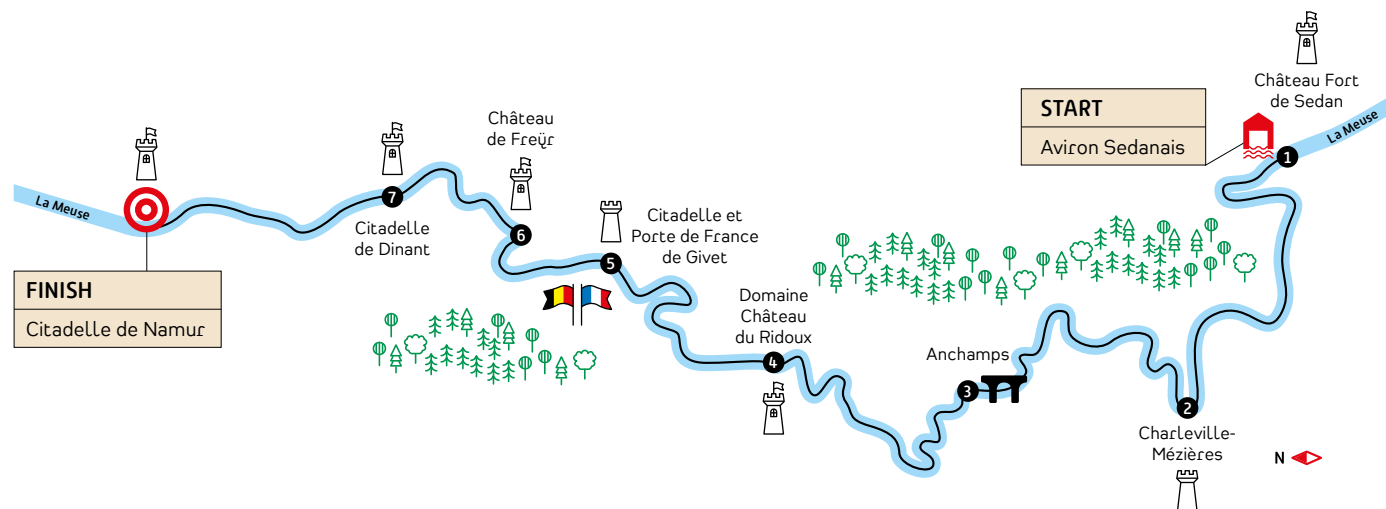 Château Fort
de Sedan
START
Aviron Sedanais
La Meuse
1
Château
de Freÿr
7
Citadelle
de Dinant
La Meuse
6
Citadelle et
Porte de France
de Givet
5
FINISH
Citadelle de Namur
Domaine
Château
du Ridoux
4
Anchamps
3
2
Charleville-
Mézières
N